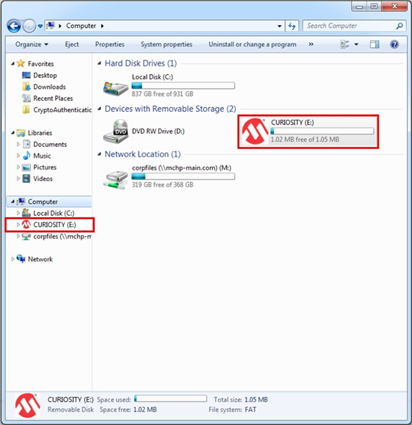 Computer
Search Computer
Organize
Eject
Properties
System properties
Uninstall or change a program
»
Favorites
Desktop
Downloads
Recent Places
CryptoAuthentication
Libraries
Documents
Music
Pictures
Videos
Computer
Local Disk (C:)
CURIOSITY (E:)
corpfiles (\\mchp-m
Network
Hard Disk Drives (1)
Local Disk (C:)
837 GB free of 931 GB
Devices with Removable Storage (2)
DVD RW Drive (D:)
DVD
CURIOSITY (E:)
1.02 MB free of 1.05 MB
Network Location (1)
corpfiles (\\mchp-main.com) (M:)
319 GB free of 368 GB
CURIOSITY (E:) Space used: Total size: 1.05 MB
Removable Disk Space free: 1.02 MB File system: FAT